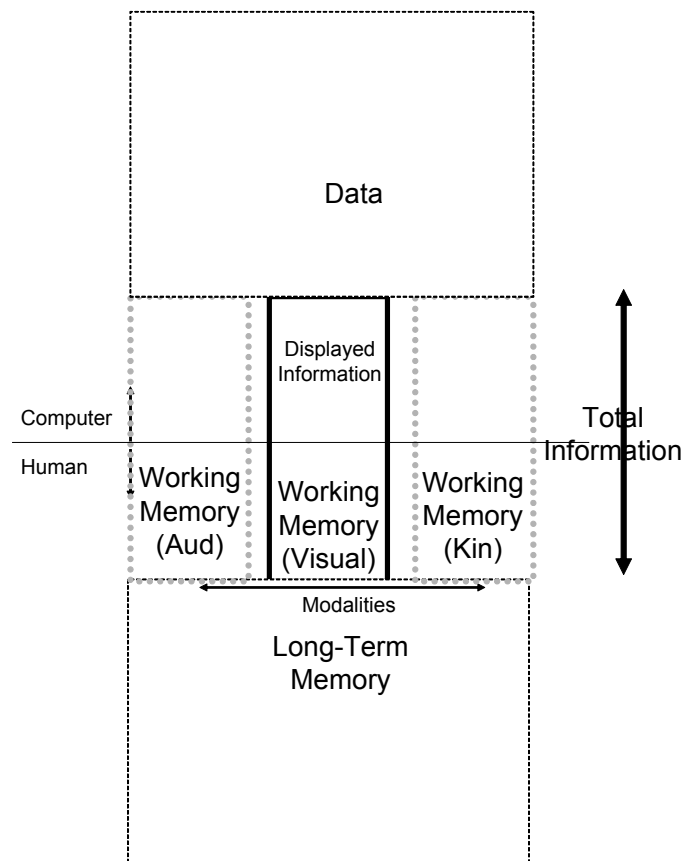 Data
Displayed
Information
Computer
Human
Total
Information
Working
Memory
(Aud)
Working
Memory
(Visual)
Working
Memory
(Kin)
Modalities
Long-Term
Memory